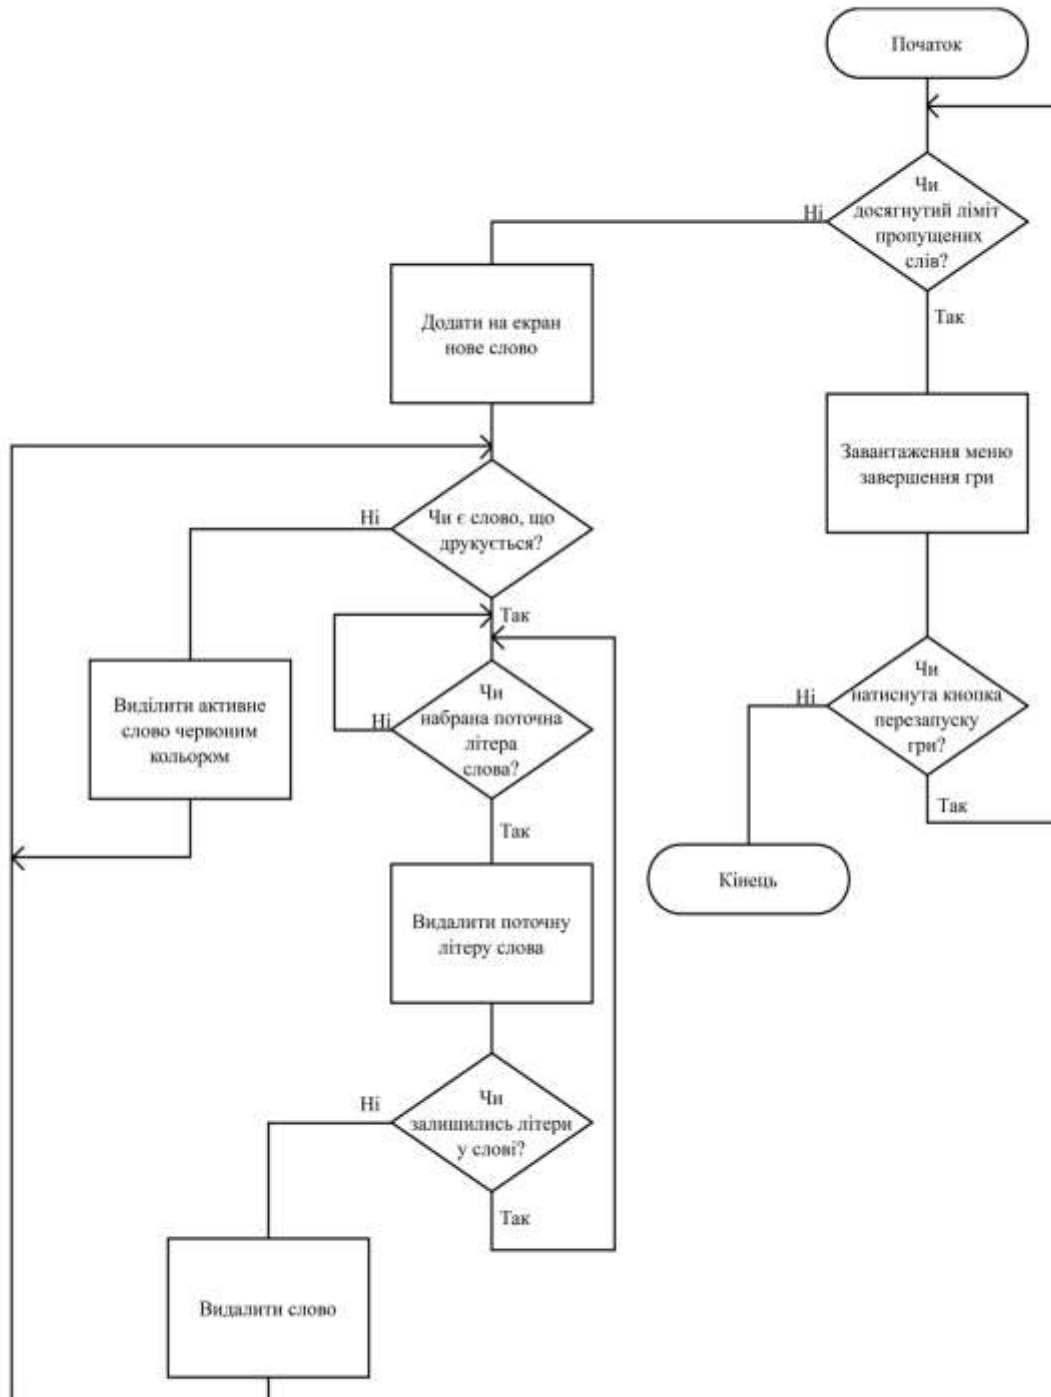 Початок
Чи
досягнутий ліміт
пропущених
слів?
Ні
Так
Додати на екран
нове слово
Завантаження меню
завершення гри
Ні
Чи є слово, що
друкується?
Так
Чи
натиснута кнопка
перезапуску
гри?
Ні
Так
Виділити активне
слово червоним
кольором
Чи
набрана поточна
літера
слова?
Ні
Так
Кінець
Видалити поточну
літеру слова
Ні
Чи
залишились літери
у слові?
Так
Видалити слово